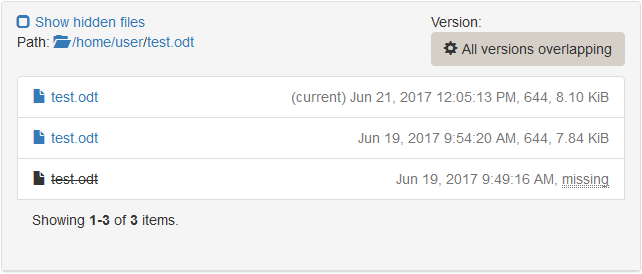 Show hidden files
Path: /home/user/test.odt
Version:
All versions overlapping
test.odt (current) Jun 21, 2017 12:05:13 PM, 644, 8.10 KiB
test.odt Jun 19, 2017 9:54:20 AM, 644, 7.84 KiB
test.odt Jun 19, 2017 9:49:16 AM, missing
Showing 1-3 of 3 items.